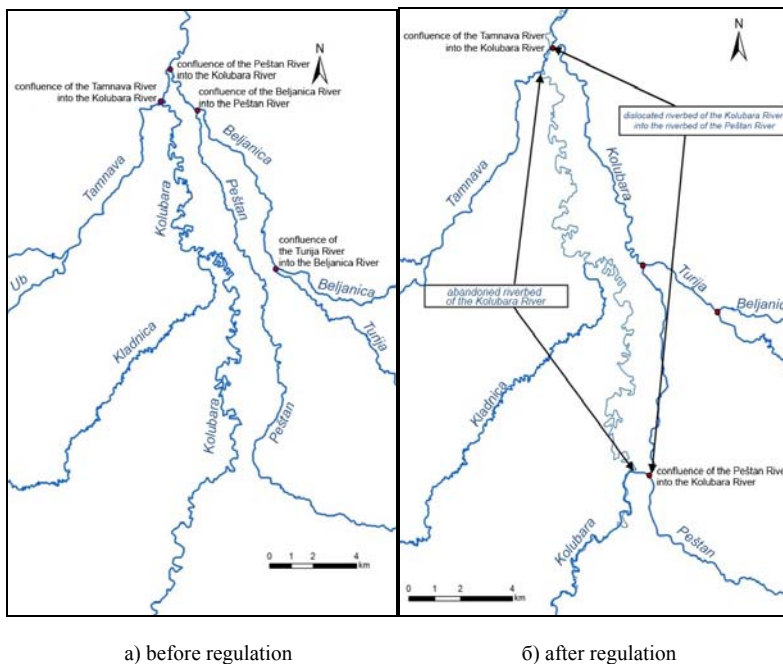 N
confluence of the Peštan River
into the Kolubara River
confluence of the Tamnava River
into the Kolubara River
confluence of the Beljanica River
into the Peštan River
Beljanica
Tamnava
Kolubara
Peštan
confluence of
the Turija River
into the Beljanica River
Ub
Beljanica
Turija
Kladnica
Kolubara
Peštan
0 1 2 4
km
a) before regulation
confluence of the Tamnava River
into the Kolubara River
N
dislocated riverbed of the Kolubara River
into the riverbed of the Peštan River
Tamnava
Kolubara
abandoned riverbed
of the Kolubara River
Turija
Beljanic
Kladnica
confluence of the Peštan Rive
into the Kolubara River
Kolubara
Peštan
0 1 2 4
km
б) after regulation